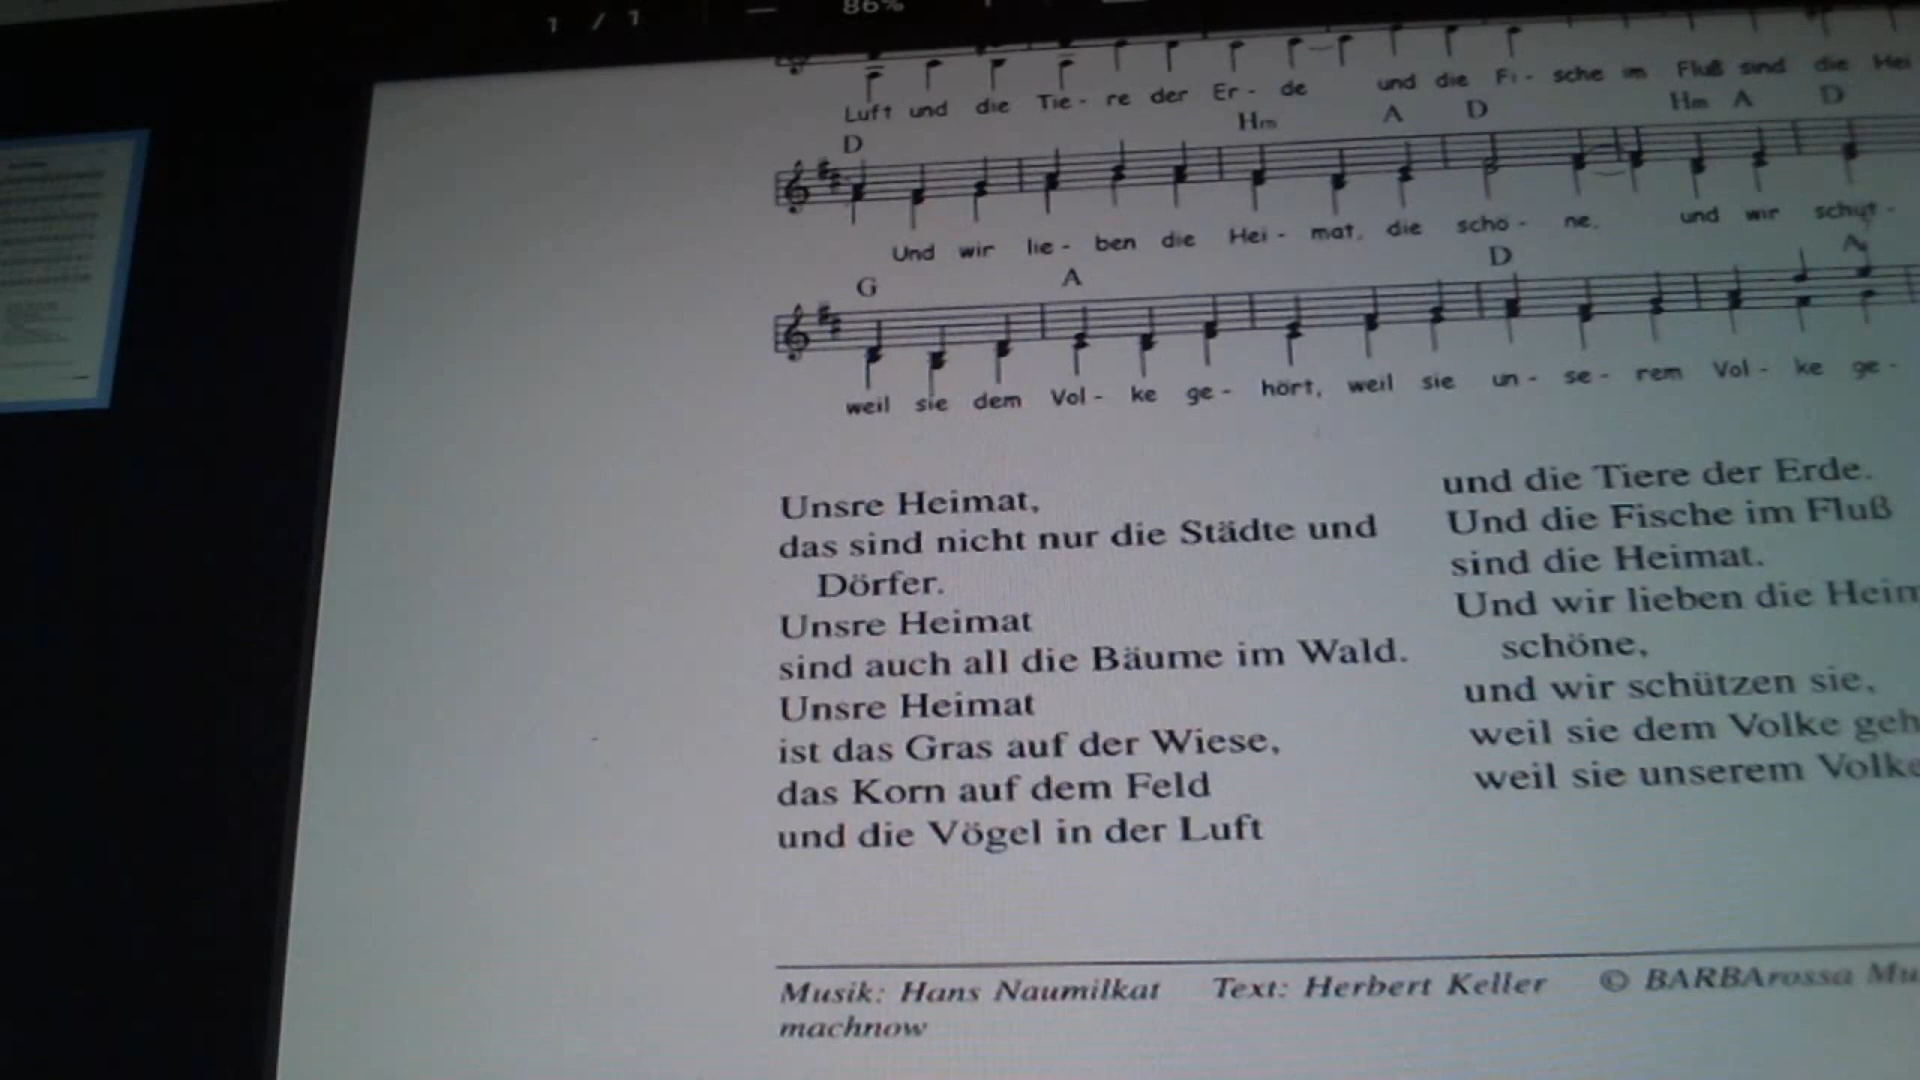 1 / 1
86%
Luft und die Tie - re der Er - de und die Fi - sche im Fluß sind die Hei
D Hm A D Hm A D
Und wir lie - ben die Hei - mat, die schö - ne, und wir schüt -
G A D A
weil sie dem Vol - ke ge - hört, weil sie un - se - rem Vol - ke ge -
Unsre Heimat,
das sind nicht nur die Städte und
Dörfer.
Unsre Heimat
sind auch all die Bäume im Wald.
Unsre Heimat
ist das Gras auf der Wiese,
das Korn auf dem Feld
und die Vögel in der Luft
und die Tiere der Erde.
Und die Fische im Fluß
sind die Heimat.
Und wir lieben die Heim
schöne,
und wir schützen sie,
weil sie dem Volke geh
weil sie unserem Volke
Musik: Hans Naumilkat Text: Herbert Keller © BARBArossa Mu
machnow